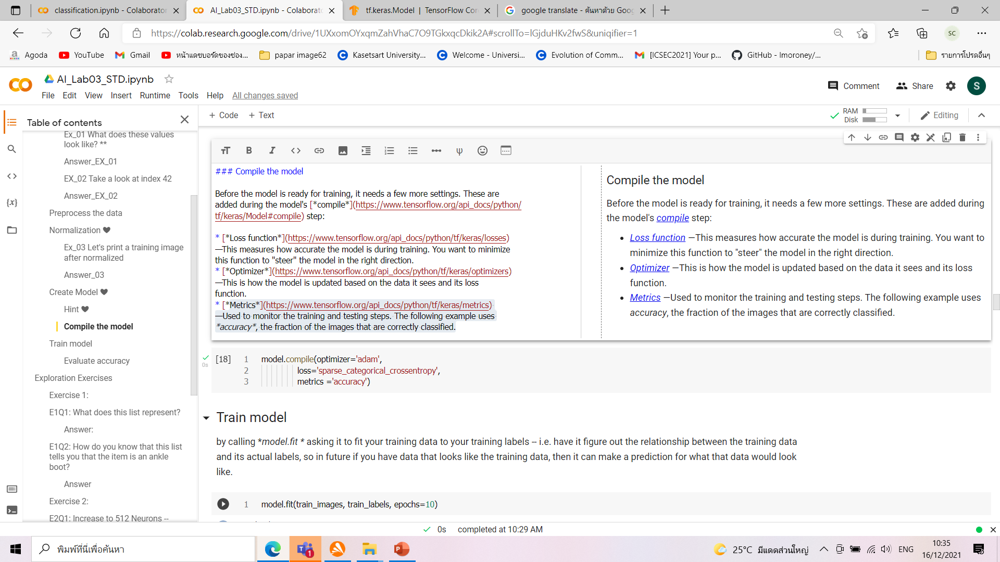 classification.ipynb - Colaborator
AI_Lab03_STD.ipynb - Colaborato
tf.keras.Model | TensorFlow Cor
google translate - ค้นหาด้วย Goog
https://colab.research.google.com/drive/1UXxomOYxqmZahVhaC7O9TGkxqcDkik2A#scrollTo=lGjduHKv2fwS&uniqifier=1
SC
Agoda
YouTube
Gmail
หน้าแดชบอร์ดของช่อง...
papar image62
Kasetsart University...
Welcome - Universi...
Evolution of Comm...
[ICSEC2021] Your p...
GitHub - lmoroney/...
รายการโปรดอื่นๆ
AI_Lab03_STD.ipynb
File Edit View Insert Runtime Tools Help All changes saved
Comment
Share
S
Table of contents
+ Code + Text
RAM
Disk
Editing
Ex_01 What does these values
look like? **
Answer_EX_01
EX_02 Take a look at index 42
Answer_EX_02
Preprocess the data
Normalization
Ex_03 Let's print a training image
after normalized
Answer_03
Create Model
Hint
Compile the model
Train model
Evaluate accuracy
Exploration Exercises
Exercise 1:
E1Q1: What does this list represent?
Answer:
E1Q2: How do you know that this list
tells you that the item is an ankle
boot?
Answer
Exercise 2:
E2Q1: Increase to 512 Neurons --
### Compile the model
Before the model is ready for training, it needs a few more settings. These are
added during the model's [*compile*](https://www.tensorflow.org/api_docs/python/
tf/keras/Model#compile) step:
* [*Loss function*](https://www.tensorflow.org/api_docs/python/tf/keras/losses)
—This measures how accurate the model is during training. You want to minimize
this function to "steer" the model in the right direction.
* [*Optimizer*](https://www.tensorflow.org/api_docs/python/tf/keras/optimizers)
—This is how the model is updated based on the data it sees and its loss
function.
* [*Metrics*](https://www.tensorflow.org/api_docs/python/tf/keras/metrics)
—Used to monitor the training and testing steps. The following example uses
*accuracy*, the fraction of the images that are correctly classified.
Compile the model
Before the model is ready for training, it needs a few more settings. These are added during
the model's compile step:
• Loss function —This measures how accurate the model is during training. You want to
minimize this function to "steer" the model in the right direction.
• Optimizer —This is how the model is updated based on the data it sees and its loss
function.
• Metrics —Used to monitor the training and testing steps. The following example uses
accuracy, the fraction of the images that are correctly classified.
0s
[18]
1 model.compile(optimizer='adam',
2 loss='sparse_categorical_crossentropy',
3 metrics ='accuracy')
Train model
by calling *model.fit * asking it to fit your training data to your training labels -- i.e. have it figure out the relationship between the training data
and its actual labels, so in future if you have data that looks like the training data, then it can make a prediction for what that data would look
like.
1 model.fit(train_images, train_labels, epochs=10)
0s completed at 10:29 AM
พิมพ์ที่นี่เพื่อค้นหา
1
25°C มีแดดส่วนใหญ่
ENG
10:35
16/12/2021